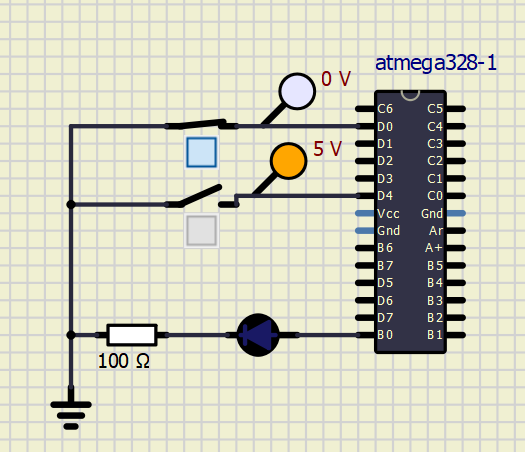 atmega328-1
0 V
5 V
C6 C5
D0 C4
D1 C3
D2 C2
D3 C1
D4 C0
Vcc Gnd
Gnd Ar
B6 A+
B7 B5
D5 B4
D6 B3
D7 B2
B0 B1
100 Ω